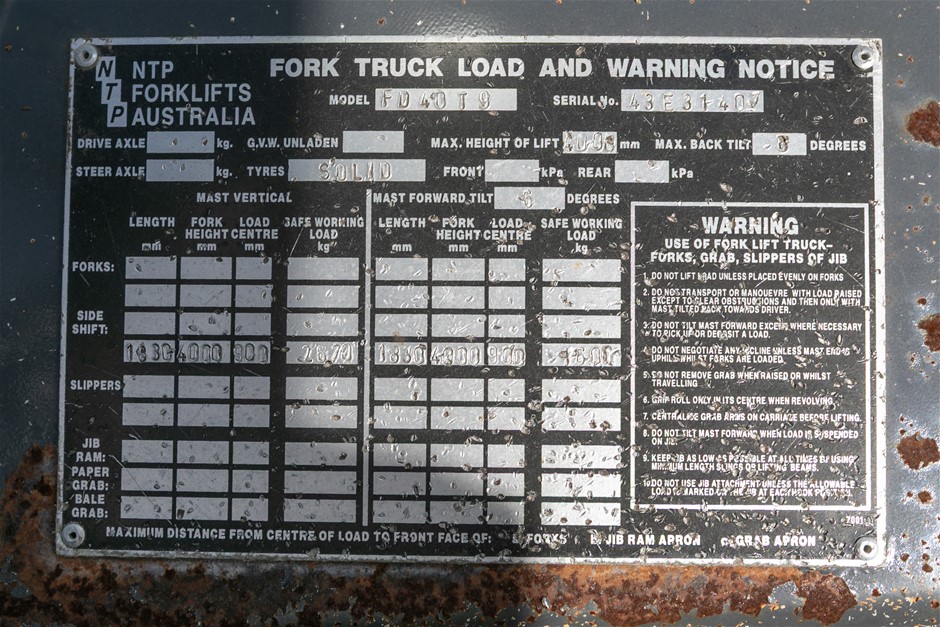 NTP
NTP
FORKLIFTS
AUSTRALIA
FORK TRUCK LOAD AND WARNING NOTICE
MODEL FD40T9 SERIAL No.
DRIVE AXLE kg. G.V.W. UNLADEN MAX. HEIGHT OF LIFT mm MAX. BACK TILT DEGREES
STEER AXLE kg. TYRES SOLID FRONT kPa REAR kPa
MAST VERTICAL MAST FORWARD TILT 6 DEGREES
LENGTH FORK LOAD SAFE WORKING LENGTH FORK LOAD SAFE WORKING
HEIGHT CENTRE LOAD HEIGHT CENTRE LOAD
mm mm mm kg mm mm mm kg
FORKS:
SIDE
SHIFT:
4000 900
SLIPPERS
JIB
RAM:
PAPER
GRAB:
BALE
GRAB:
MAXIMUM DISTANCE FROM CENTRE OF LOAD TO FRONT FACE OF: FORKS JIB RAM APRON GRAB APRON
WARNING
USE OF FORK LIFT TRUCK–
FORKS, GRAB, SLIPPERS OF JIB
1. DO NOT LIFT LOAD UNLESS PLACED EVENLY ON FORKS
2. DO NOT TRANSPORT OR MANOUEVRE WITH LOAD RAISED
EXCEPT TO CLEAR OBSTRUCTIONS AND THEN ONLY WITH
MAST TILTED BACK TOWARDS DRIVER.
3. DO NOT TILT MAST FORWARD EXCEPT WHERE NECESSARY
TO PICK UP OR DEPOSIT A LOAD.
4. DO NOT NEGOTIATE ANY INCLINE UNLESS MAST END IS
UPHILL WHILST FORKS ARE LOADED.
5. DO NOT REMOVE GRAB WHEN RAISED OR WHILST
TRAVELLING
6. GRIP ROLL ONLY IN ITS CENTRE WHEN REVOLVING
7. CENTRALISE GRAB ARMS ON CARRIAGE BEFORE LIFTING.
8. DO NOT TILT MAST FORWARD WHEN LOAD IS SUSPENDED
ON JIB.
9. KEEP JIB AS LOW AS POSSIBLE AT ALL TIMES BY USING
MINIMUM LENGTH SLINGS OR LIFTING BEAMS.
10. DO NOT USE JIB ATTACHMENT UNLESS THE ALLOWABLE
LOAD IS MARKED ON THE JIB AT EACH HOOK POSITION.